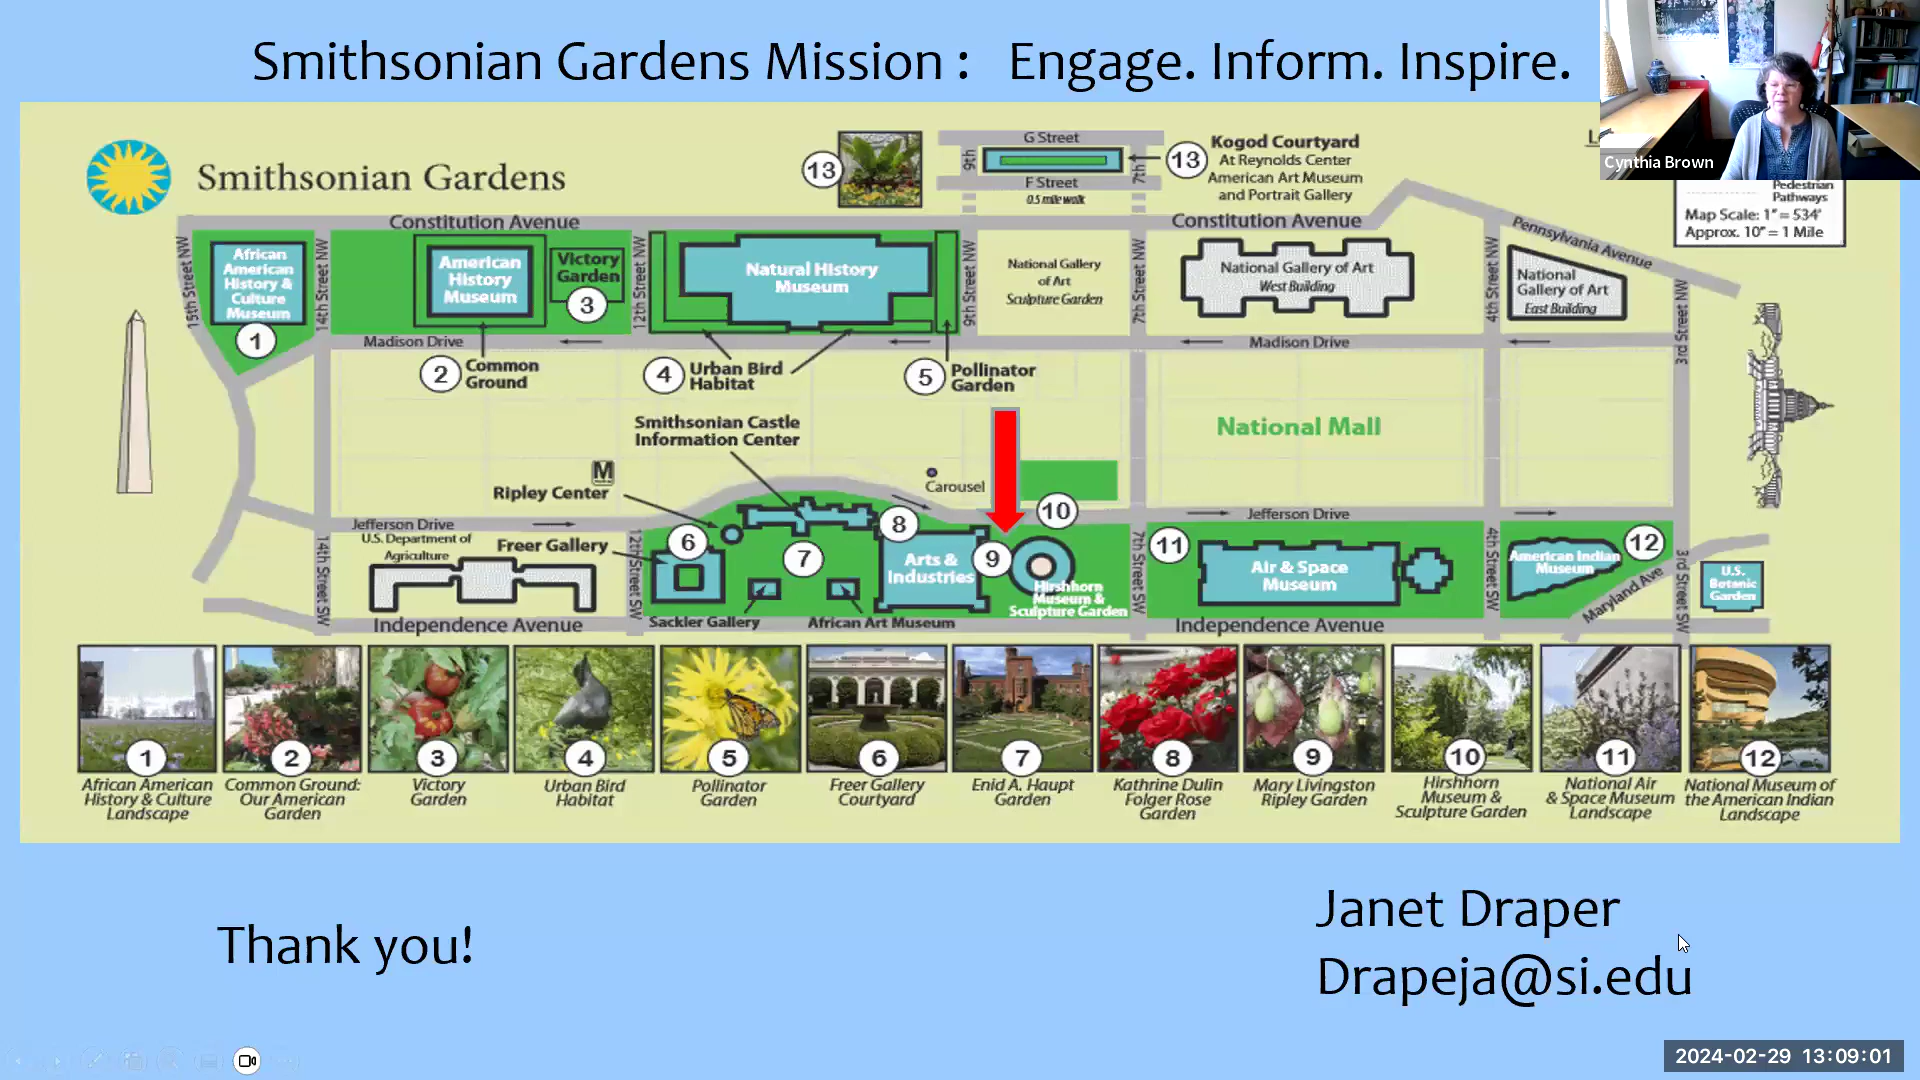 Smithsonian Gardens Mission : Engage. Inform. Inspire.
Cynthia Brown
Smithsonian Gardens
13
G Street
9th
7th
F Street
0.5 mile walk
13
Kogod Courtyard
At Reynolds Center
American Art Museum
and Portrait Gallery
Pedestrian
Pathways
Map Scale: 1" = 534'
Approx. 10" = 1 Mile
Constitution Avenue
Constitution Avenue
Pennsylvania Avenue
15th Street NW
African
American
History &
Culture
Museum
1
14th Street NW
American
History
Museum
Victory
Garden
3
12th Street NW
Natural History
Museum
9th Street NW
National Gallery
of Art
Sculpture Garden
7th Street NW
National Gallery of Art
West Building
4th Street NW
National
Gallery of Art
East Building
3rd Street NW
Madison Drive
Madison Drive
2
Common
Ground
4
Urban Bird
Habitat
5
Pollinator
Garden
Smithsonian Castle
Information Center
National Mall
M
Ripley Center
Carousel
10
Jefferson Drive
Jefferson Drive
U.S. Department of
Agriculture
Freer Gallery
14th Street SW
12th Street SW
6
7
8
Arts &
Industries
9
Hirshhorn
Museum &
Sculpture Garden
7th Street SW
11
Air & Space
Museum
4th Street SW
American Indian
Museum
12
Maryland Ave
3rd Street SW
U.S.
Botanic
Garden
Independence Avenue
Sackler Gallery
African Art Museum
Independence Avenue
1
African American
History & Culture
Landscape
2
Common Ground:
Our American
Garden
3
Victory
Garden
4
Urban Bird
Habitat
5
Pollinator
Garden
6
Freer Gallery
Courtyard
7
Enid A. Haupt
Garden
8
Kathrine Dulin
Folger Rose
Garden
9
Mary Livingston
Ripley Garden
10
Hirshhorn
Museum &
Sculpture Garden
11
National Air
& Space Museum
Landscape
12
National Museum of
the American Indian
Landscape
Thank you!
Janet Draper
Drapeja@si.edu
2024-02-29 13:09:01